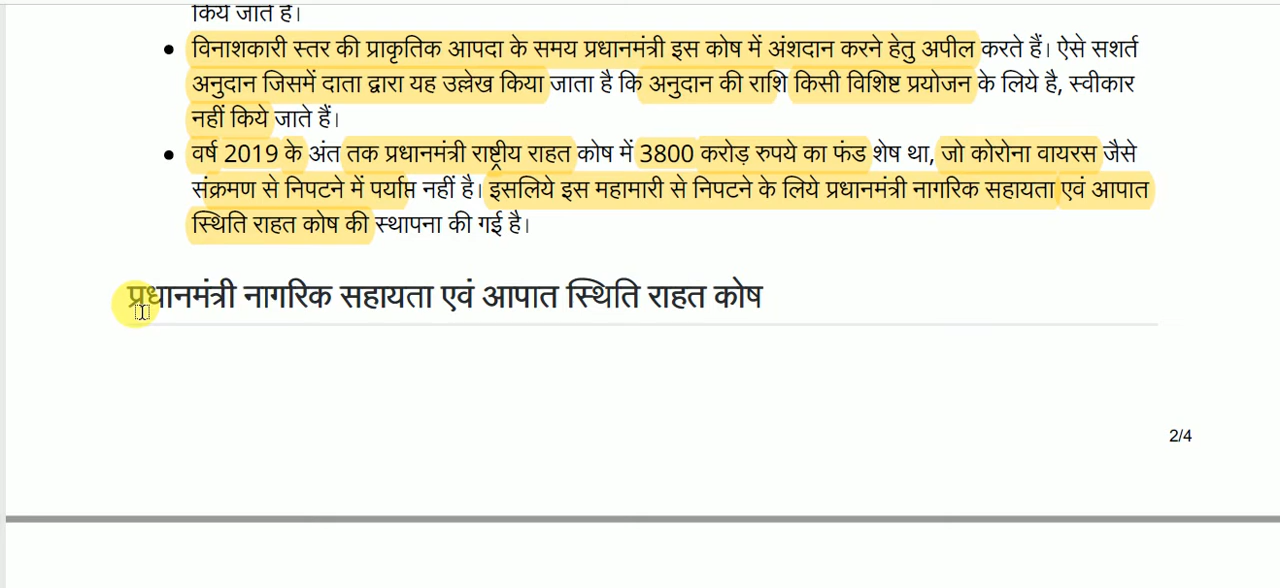 किये जाते हैं।
• विनाशकारी स्तर की प्राकृतिक आपदा के समय प्रधानमंत्री इस कोष में अंशदान करने हेतु अपील करते हैं। ऐसे सशर्त
अनुदान जिसमें दाता द्वारा यह उल्लेख किया जाता है कि अनुदान की राशि किसी विशिष्ट प्रयोजन के लिये है, स्वीकार
नहीं किये जाते हैं।
• वर्ष 2019 के अंत तक प्रधानमंत्री राष्ट्रीय राहत कोष में 3800 करोड़ रुपये का फंड शेष था, जो कोरोना वायरस जैसे
संक्रमण से निपटने में पर्याप्त नहीं है। इसलिये इस महामारी से निपटने के लिये प्रधानमंत्री नागरिक सहायता एवं आपात
स्थिति राहत कोष की स्थापना की गई है।
प्रधानमंत्री नागरिक सहायता एवं आपात स्थिति राहत कोष
2/4